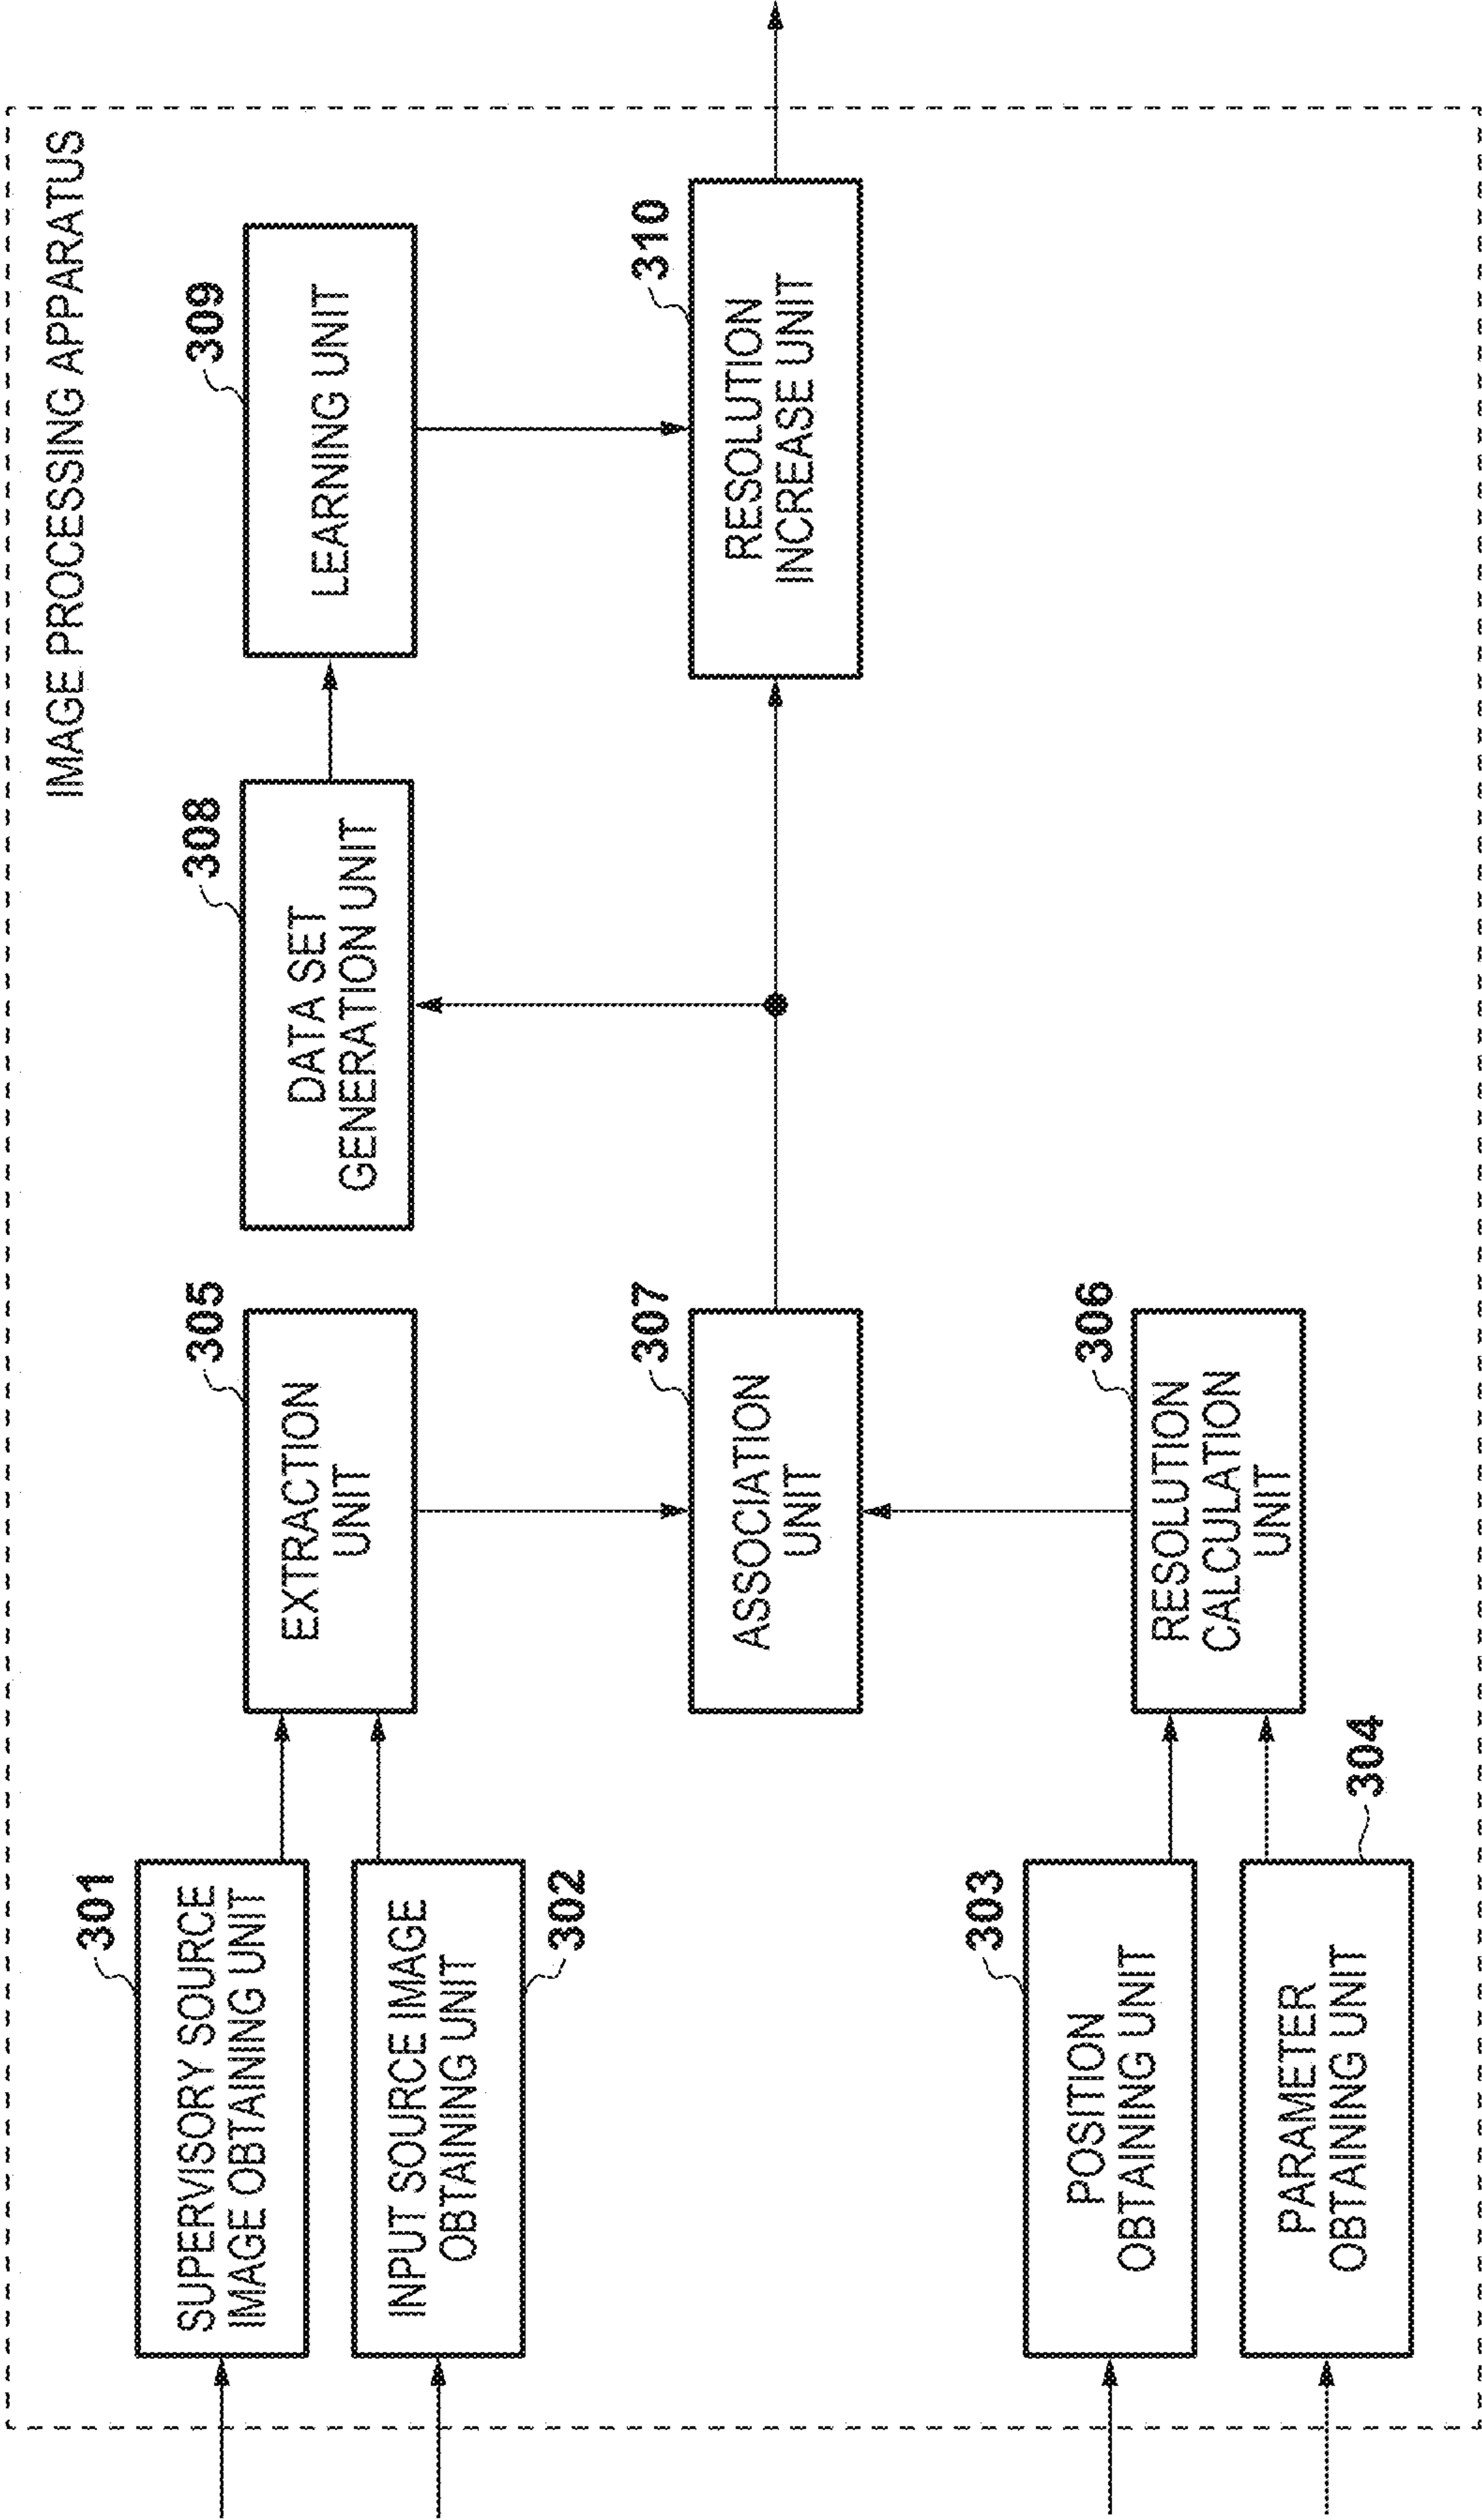 IMAGE PROCESSING APPARATUS
301
SUPERVISORY SOURCE
IMAGE OBTAINING UNIT
INPUT SOURCE IMAGE
OBTAINING UNIT
302
303
POSITION
OBTAINING UNIT
PARAMETER
OBTAINING UNIT
304
305
EXTRACTION
UNIT
307
ASSOCIATION
UNIT
306
RESOLUTION
CALCULATION
UNIT
308
DATA SET
GENERATION UNIT
309
LEARNING UNIT
310
RESOLUTION
INCREASE UNIT